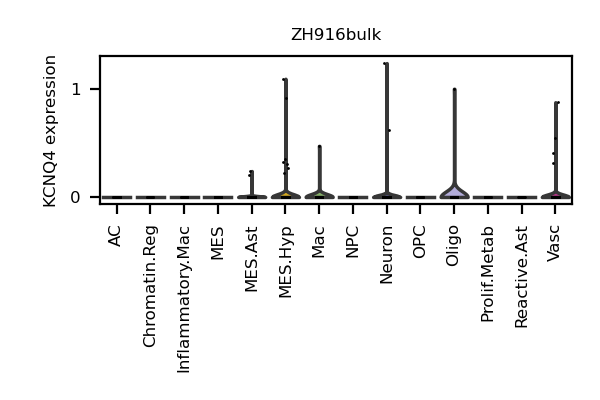 ZH916bulk
KCNQ4 expression
1
0
AC
Chromatin.Reg
Inflammatory.Mac
MES
MES.Ast
MES.Hyp
Mac
NPC
Neuron
OPC
Oligo
Prolif.Metab
Reactive.Ast
Vasc